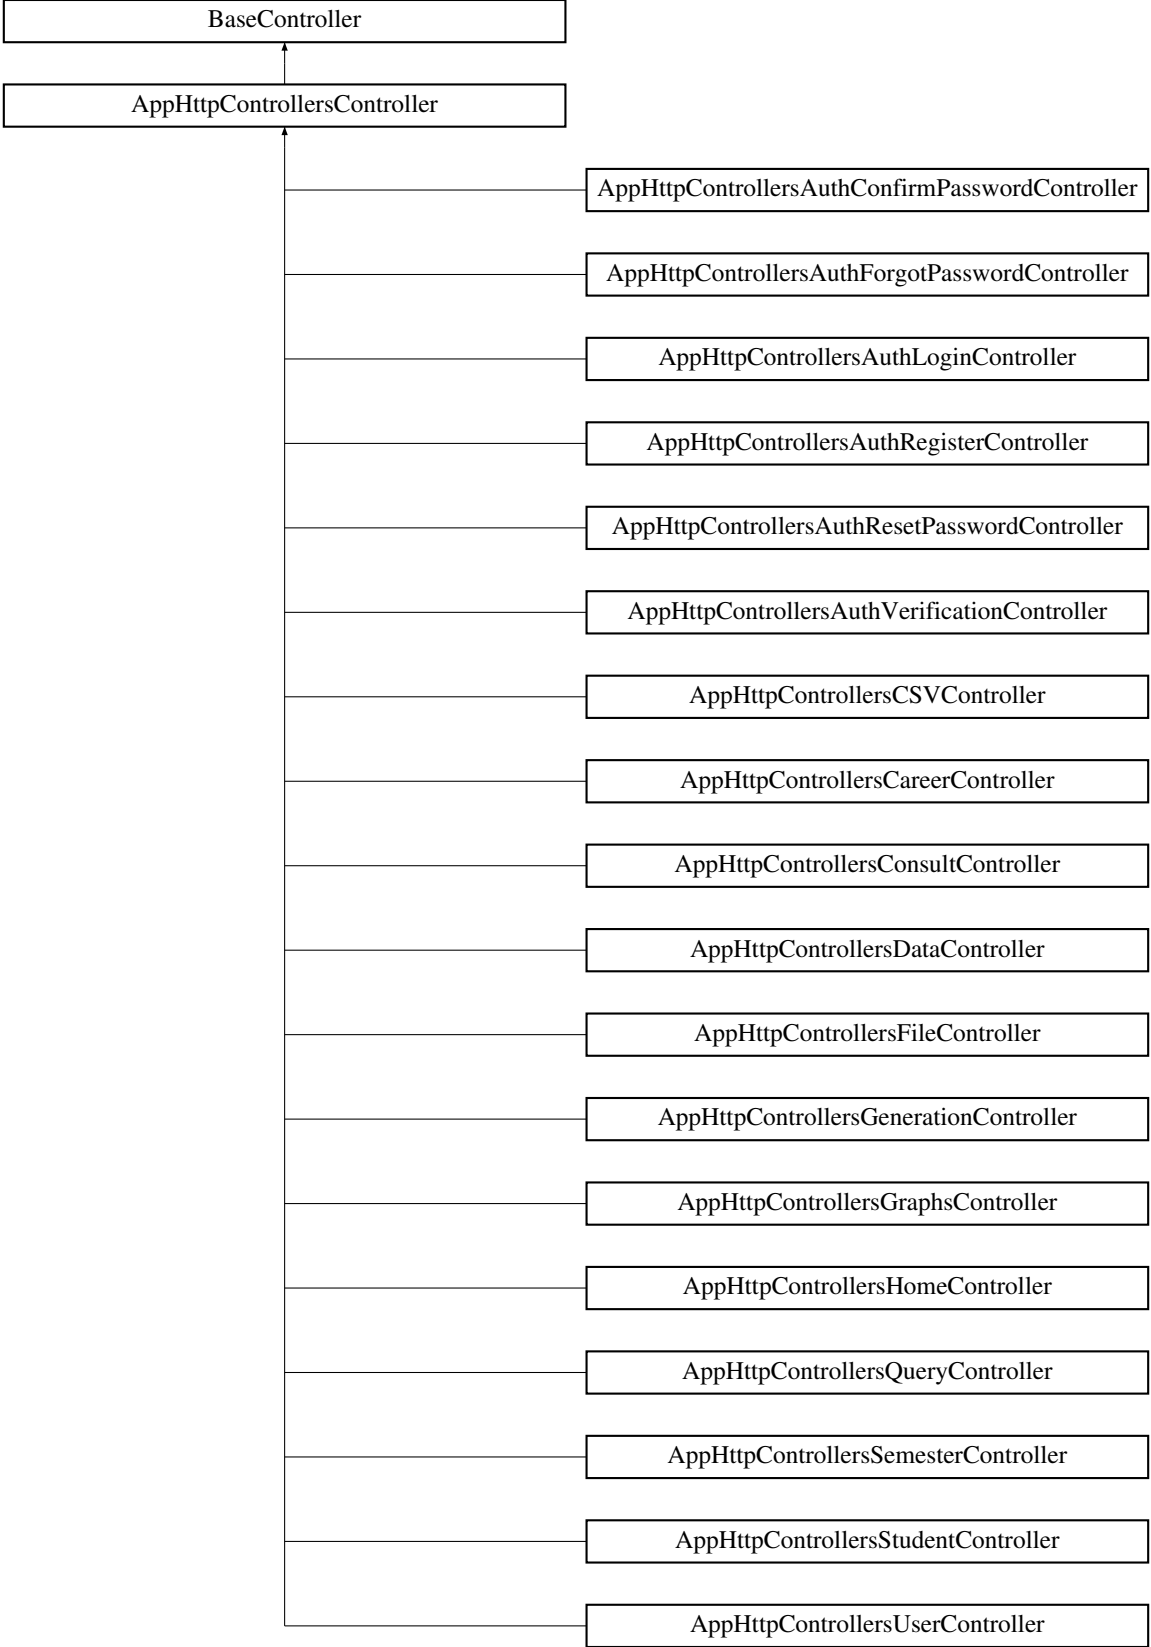 BaseController
AppHttpControllersController
AppHttpControllersAuthConfirmPasswordController
AppHttpControllersAuthForgotPasswordController
AppHttpControllersAuthLoginController
AppHttpControllersAuthRegisterController
AppHttpControllersAuthResetPasswordController
AppHttpControllersAuthVerificationController
AppHttpControllersCSVController
AppHttpControllersCareerController
AppHttpControllersConsultController
AppHttpControllersDataController
AppHttpControllersFileController
AppHttpControllersGenerationController
AppHttpControllersGraphsController
AppHttpControllersHomeController
AppHttpControllersQueryController
AppHttpControllersSemesterController
AppHttpControllersStudentController
AppHttpControllersUserController